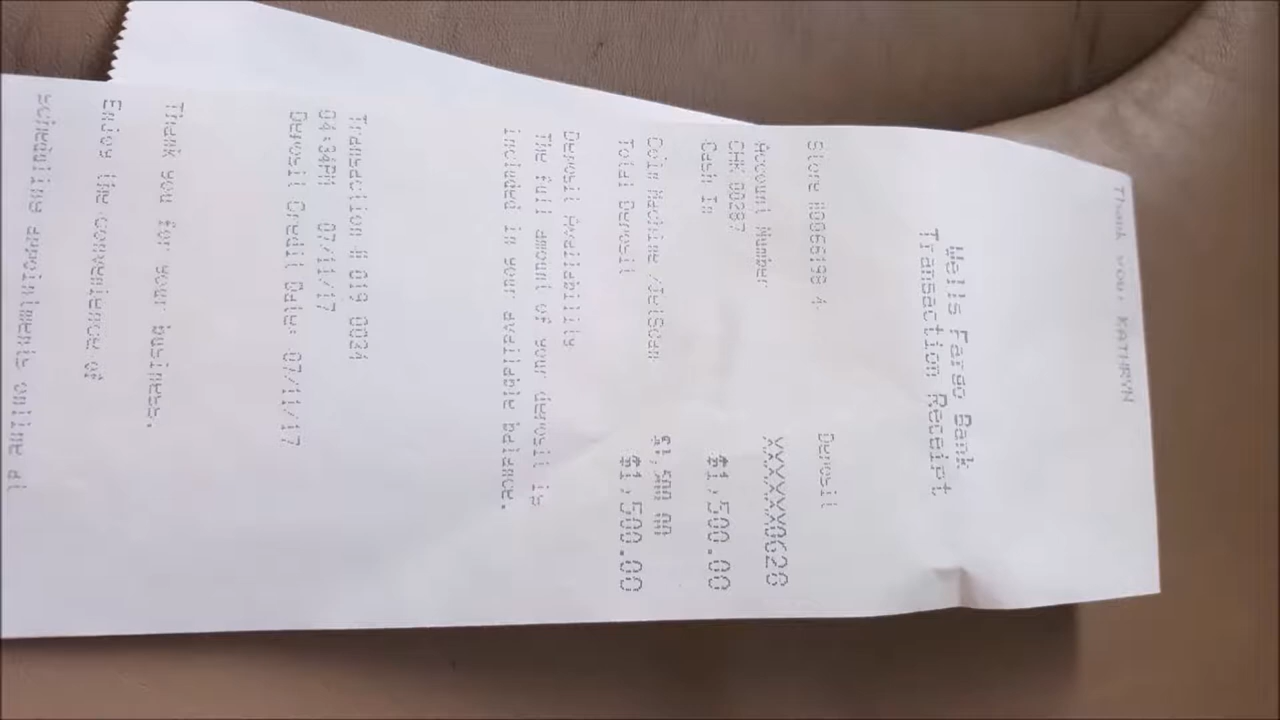 Thank you, KATHRYN
Wells Fargo Bank
Transaction Receipt
Store #0066198 4 Deposit
Account Number XXXXXXX0628
CHK 00287
Cash In $1,500.00
Coin Machine /JetScan $1,500.00
Total Deposit $1,500.00
Deposit Availability
The full amount of your deposit is
included in your available balance.
Transaction # 019 0034
04:34PM 07/11/17
Deposit Credit Date: 07/11/17
Thank you for your business.
Enjoy the convenience of
scheduling appointments online at